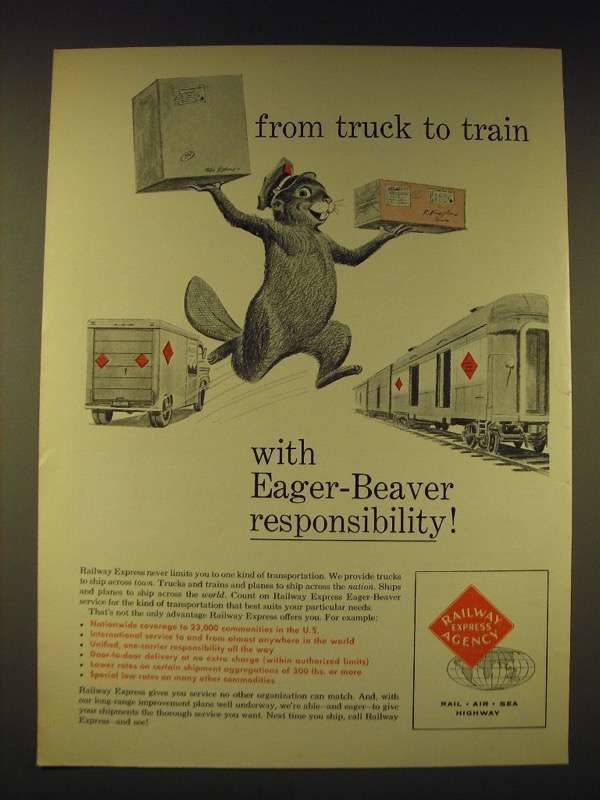 from truck to train
with
Eager-Beaver
responsibility!
Railway Express never limits you to one kind of transportation. We provide trucks
to ship across town. Trucks and trains and planes to ship across the nation. Ships
and planes to ship across the world. Count on Railway Express Eager-Beaver
service for the kind of transportation that best suits your particular needs.
That's not the only advantage Railway Express offers you. For example:
• Nationwide coverage to 23,000 communities in the U.S.
• International service to and from almost anywhere in the world
• Unified, one-carrier responsibility all the way
• Door-to-door delivery at no extra charge (within authorized limits)
• Lower rates on certain shipment aggregations of 300 lbs. or more
• Special low rates on many other commodities
Railway Express gives you service no other organization can match. And, with
our long-range improvement plans well underway, we're able—and eager—to give
your shipments the thorough service you want. Next time you ship, call Railway
Express—and see!
RAILWAY
EXPRESS
AGENCY
RAIL • AIR • SEA
HIGHWAY